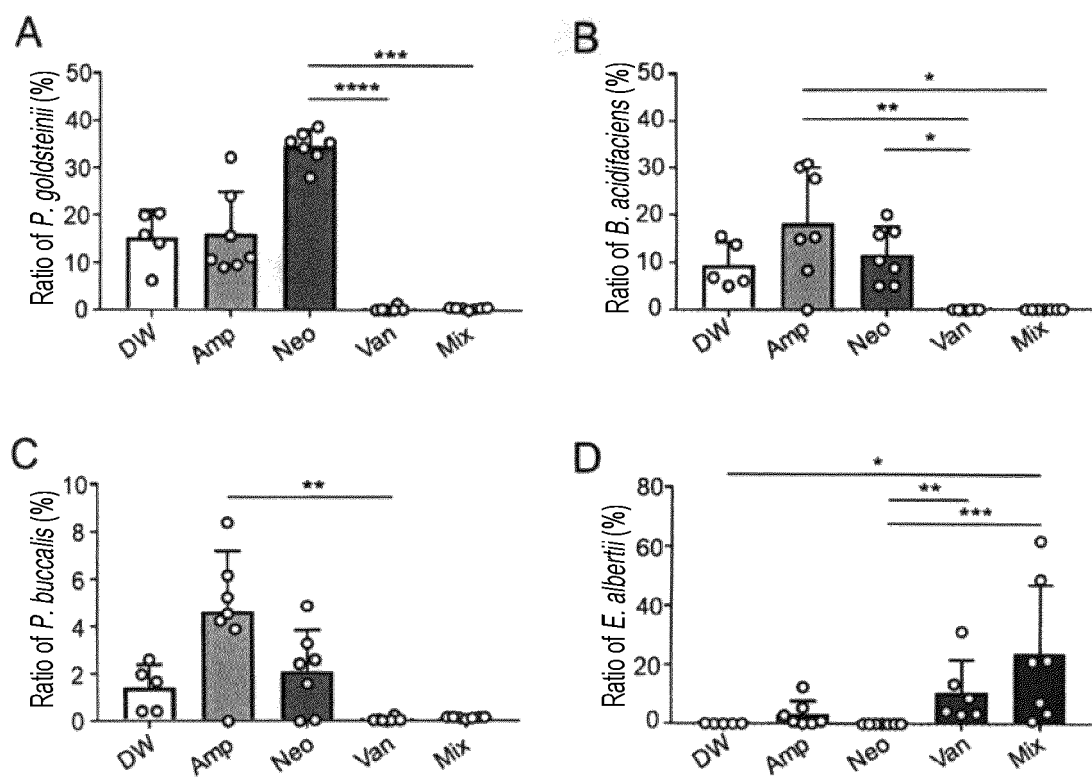 A
Ratio of P. goldsteinii (%)
50
40
30
20
10
0
***
****
DW
Amp
Neo
Van
Mix
B
Ratio of B. acidifaciens (%)
50
40
30
20
10
0
*
**
*
DW
Amp
Neo
Van
Mix
C
Ratio of P. buccalis (%)
10
8
6
4
2
0
**
DW
Amp
Neo
Van
Mix
D
Ratio of E. albertii (%)
80
60
40
20
0
*
**
***
DW
Amp
Neo
Van
Mix